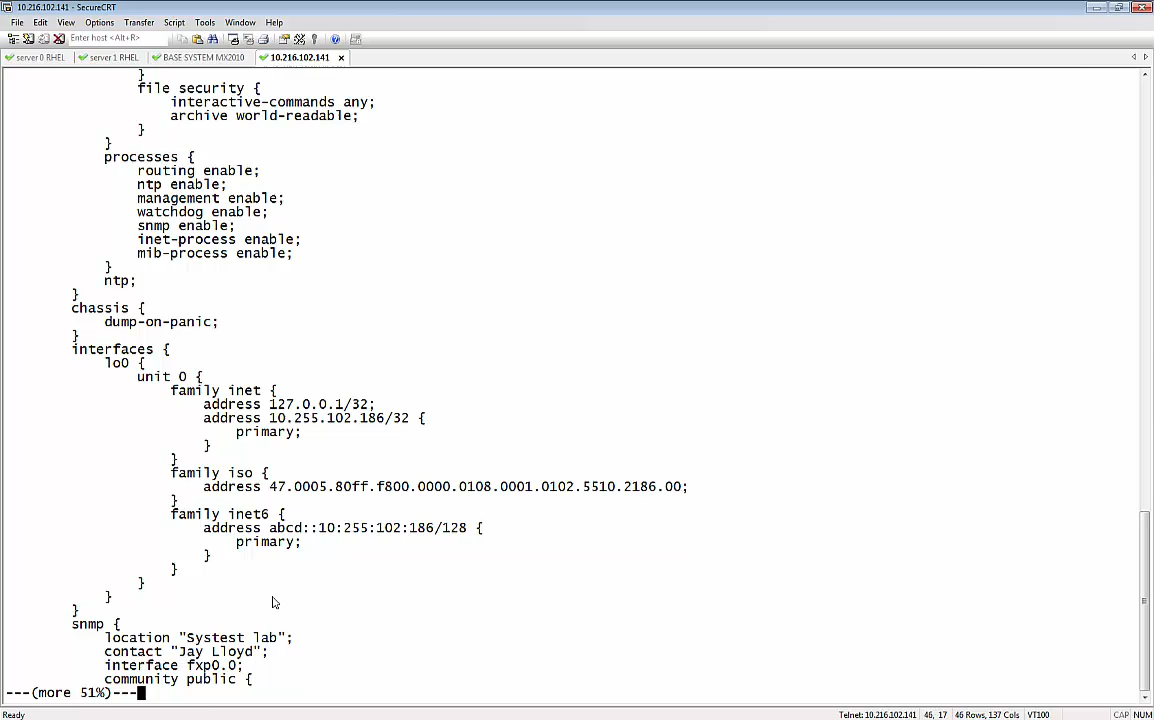 10.216.102.141 - SecureCRT
File Edit View Options Transfer Script Tools Window Help
Enter host <Alt+R>
server 0 RHEL server 1 RHEL BASE SYSTEM MX2010 10.216.102.141
}
file security {
interactive-commands any;
archive world-readable;
}
}
processes {
routing enable;
ntp enable;
management enable;
watchdog enable;
snmp enable;
inet-process enable;
mib-process enable;
}
ntp;
}
chassis {
dump-on-panic;
}
interfaces {
lo0 {
unit 0 {
family inet {
address 127.0.0.1/32;
address 10.255.102.186/32 {
primary;
}
}
family iso {
address 47.0005.80ff.f800.0000.0108.0001.0102.5510.2186.00;
}
family inet6 {
address abcd::10:255:102:186/128 {
primary;
}
}
}
}
}
snmp {
location "Systest lab";
contact "Jay Lloyd";
interface fxp0.0;
community public {
---(more 51%)---
Ready Telnet: 10.216.102.141 46, 17 46 Rows, 137 Cols VT100 CAP NUM